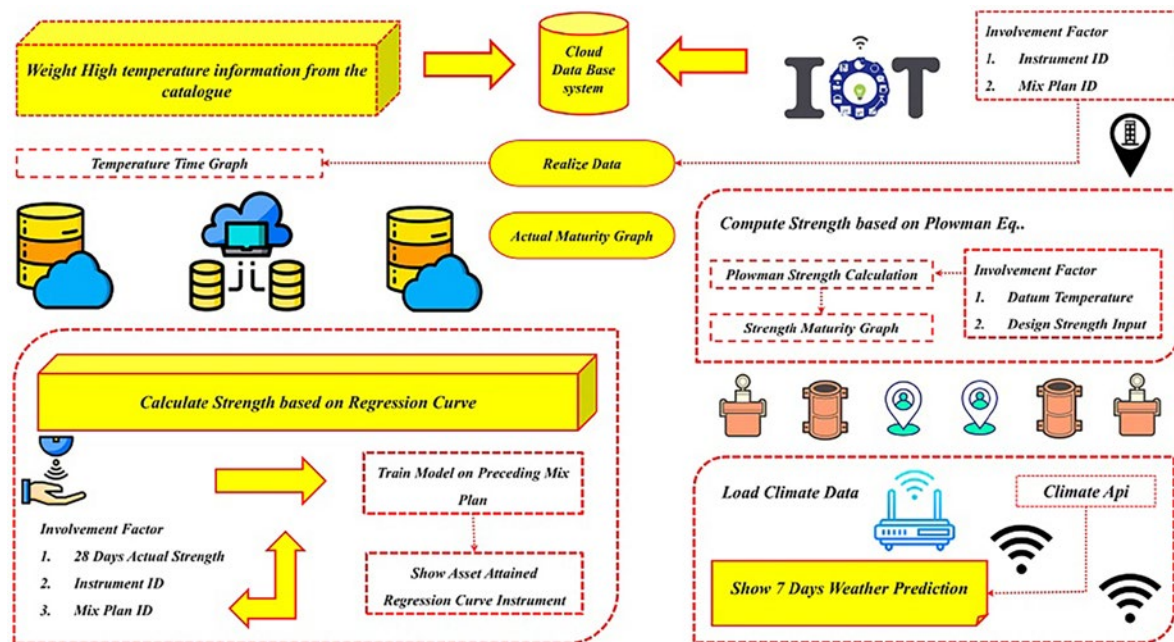 Weight High temperature information from the
catalogue
Cloud
Data Base
system
IOT
Involvement Factor
1. Instrument ID
2. Mix Plan ID
Temperature Time Graph
Realize Data
Actual Maturity Graph
Compute Strength based on Plowman Eq..
Plowman Strength Calculation
Strength Maturity Graph
Involvement Factor
1. Datum Temperature
2. Design Strength Input
Calculate Strength based on Regression Curve
Train Model on Preceding Mix
Plan
Involvement Factor
1. 28 Days Actual Strength
2. Instrument ID
3. Mix Plan ID
Show Asset Attained
Regression Curve Instrument
Load Climate Data
Climate Api
Show 7 Days Weather Prediction